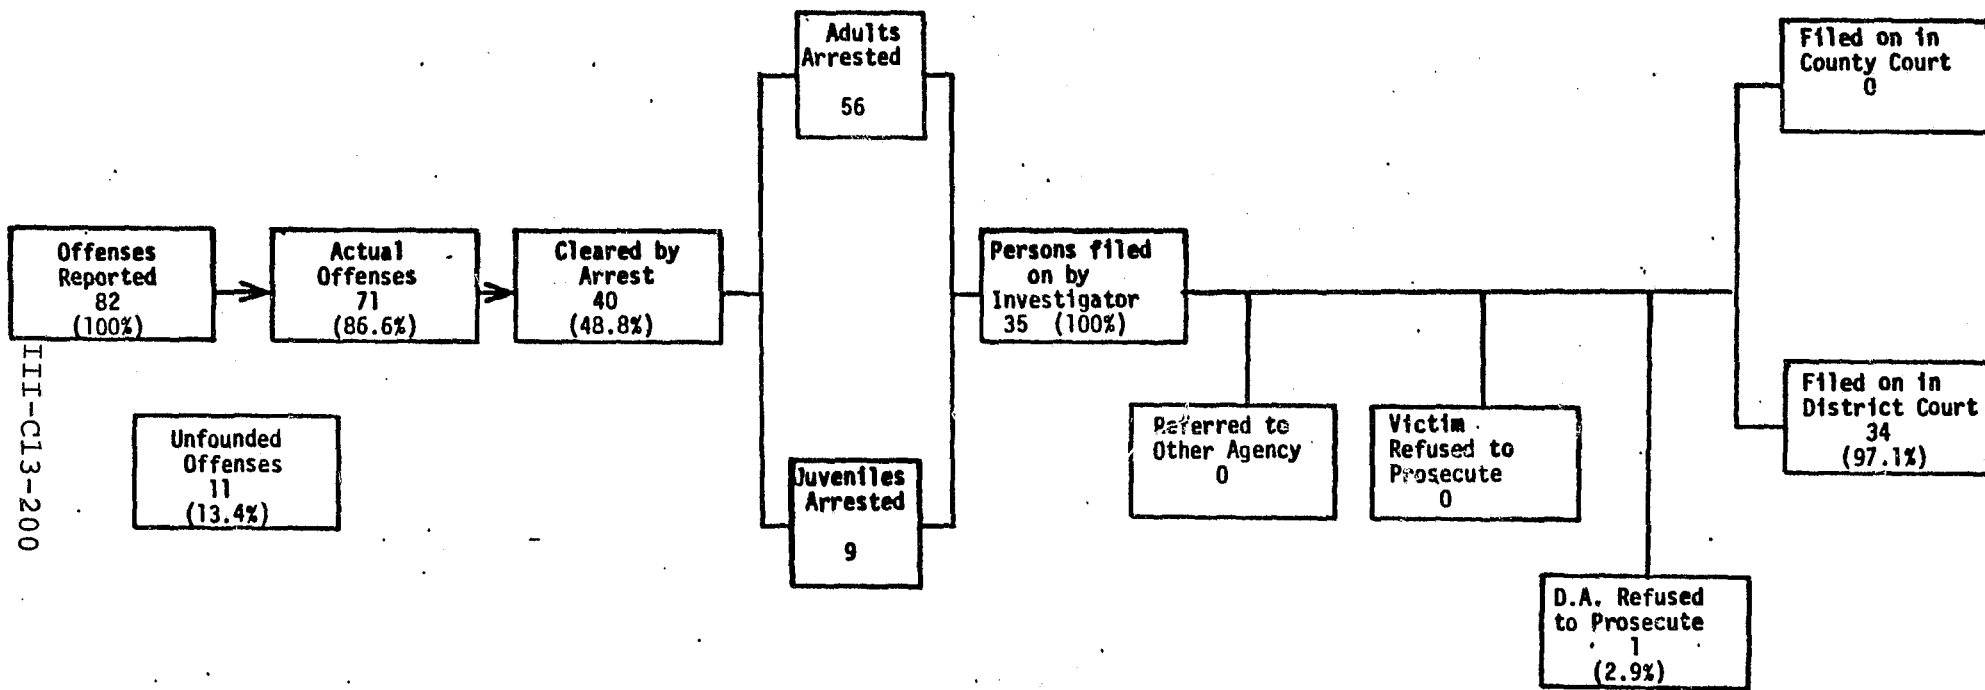 Offenses
Reported
82
(100%)
Actual
Offenses
71
(86.6%)
Cleared by
Arrest
40
(48.8%)
Unfounded
Offenses
11
(13.4%)
Adults
Arrested
56
Juveniles
Arrested
9
Persons filed
on by
Investigator
35 (100%)
Referred to
Other Agency
0
Victim
Refused to
Prosecute
0
D.A. Refused
to Prosecute
1
(2.9%)
Filed on in
County Court
0
Filed on in
District Court
34
(97.1%)
III-C13-200